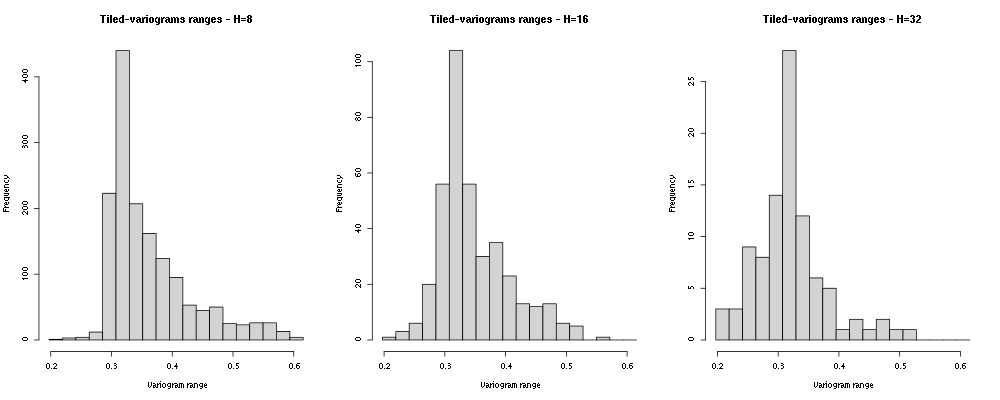 Tiled-variograms ranges - H=8
Frequency
400
300
200
100
0
0.2 0.3 0.4 0.5 0.6
Variogram range
Tiled-variograms ranges - H=16
Frequency
100
80
60
40
20
0
0.2 0.3 0.4 0.5 0.6
Variogram range
Tiled-variograms ranges - H=32
Frequency
25
20
15
10
5
0
0.2 0.3 0.4 0.5 0.6
Variogram range